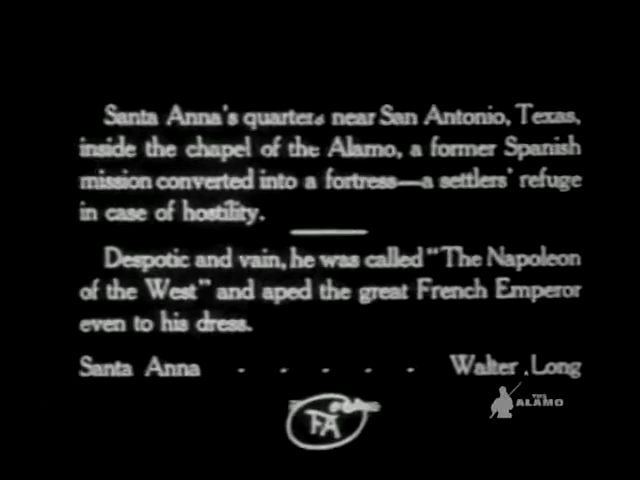 Santa Anna's quarters near San Antonio, Texas,
inside the chapel of the Alamo, a former Spanish
mission converted into a fortress—a settlers' refuge
in case of hostility.
Despotic and vain, he was called "The Napoleon
of the West" and aped the great French Emperor
even to his dress.
Santa Anna - - - - - Walter Long
FA
THE
ALAMO